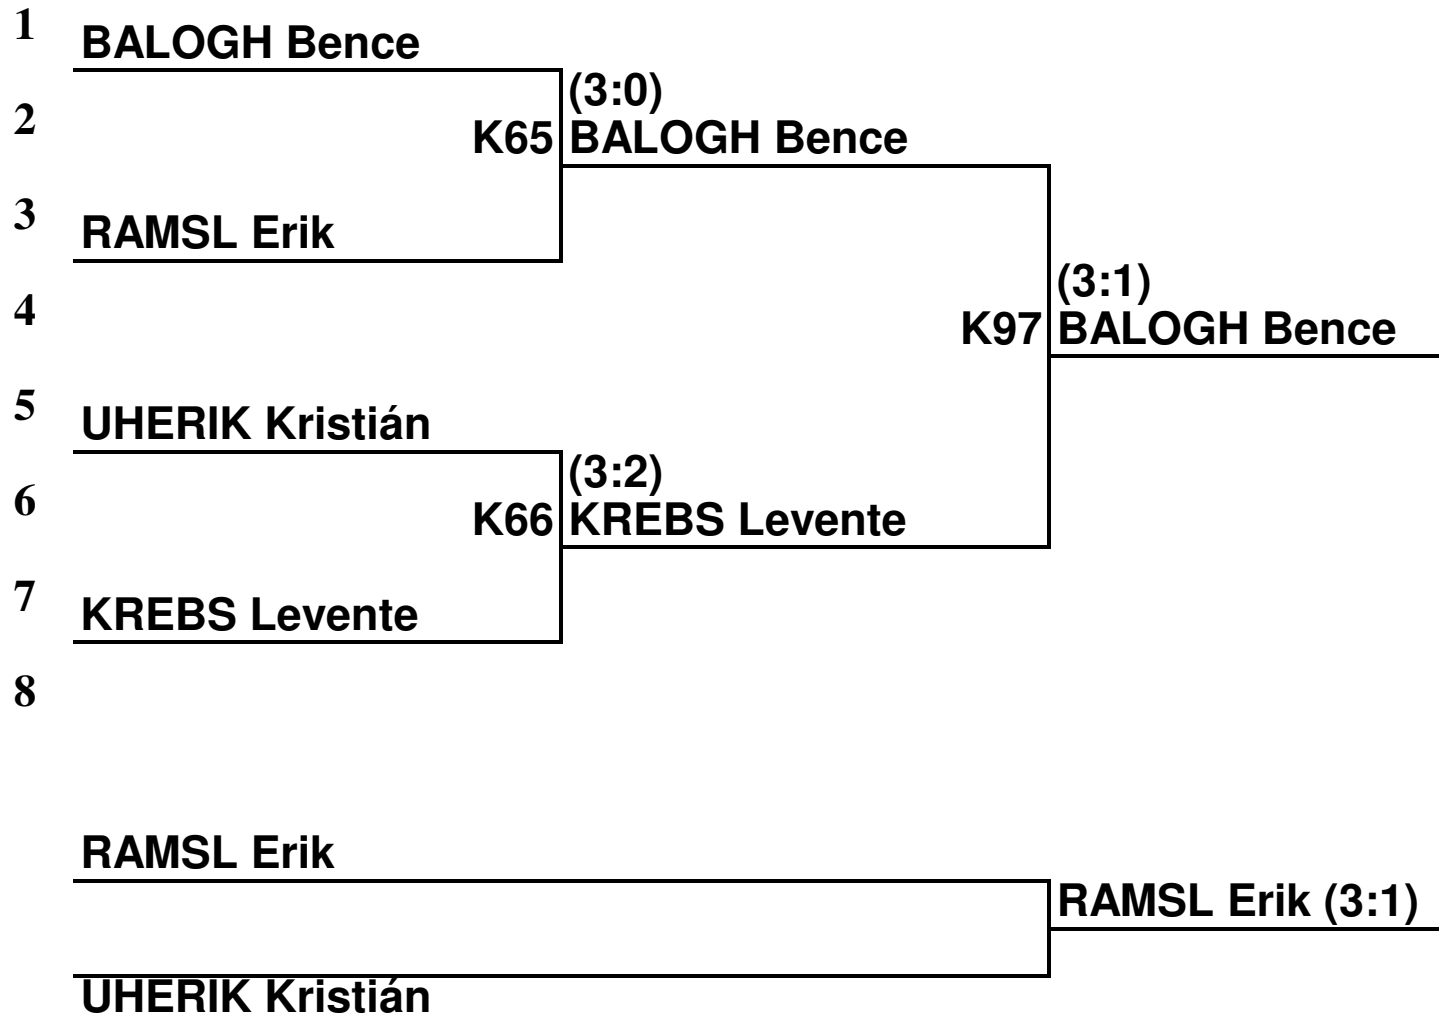 1
BALOGH Bence
(3:0)
2
K65 BALOGH Bence
3
RAMSL Erik
(3:1)
4
K97 BALOGH Bence
5
UHERIK Kristián
(3:2)
6
K66 KREBS Levente
7
KREBS Levente
8
RAMSL Erik
RAMSL Erik (3:1)
UHERIK Kristián